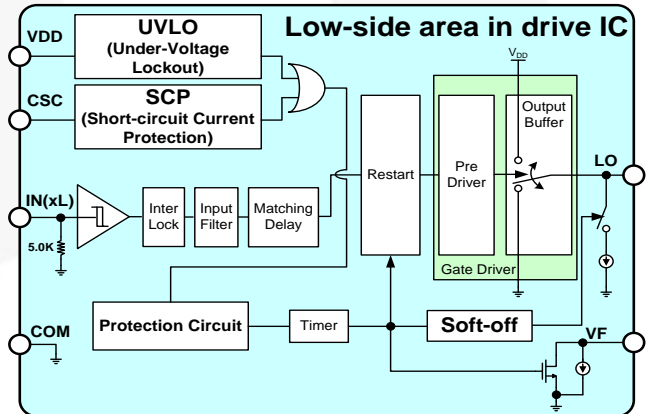 Low-side area in drive IC
VDD
UVLO
(Under-Voltage
Lockout)
CSC
SCP
(Short-circuit Current
Protection)
VDD
Output
Buffer
LO
Restart
Pre
Driver
IN(xL)
Inter
Lock
Input
Filter
Matching
Delay
5.0K
Gate Driver
COM
Protection Circuit
Timer
Soft-off
VF